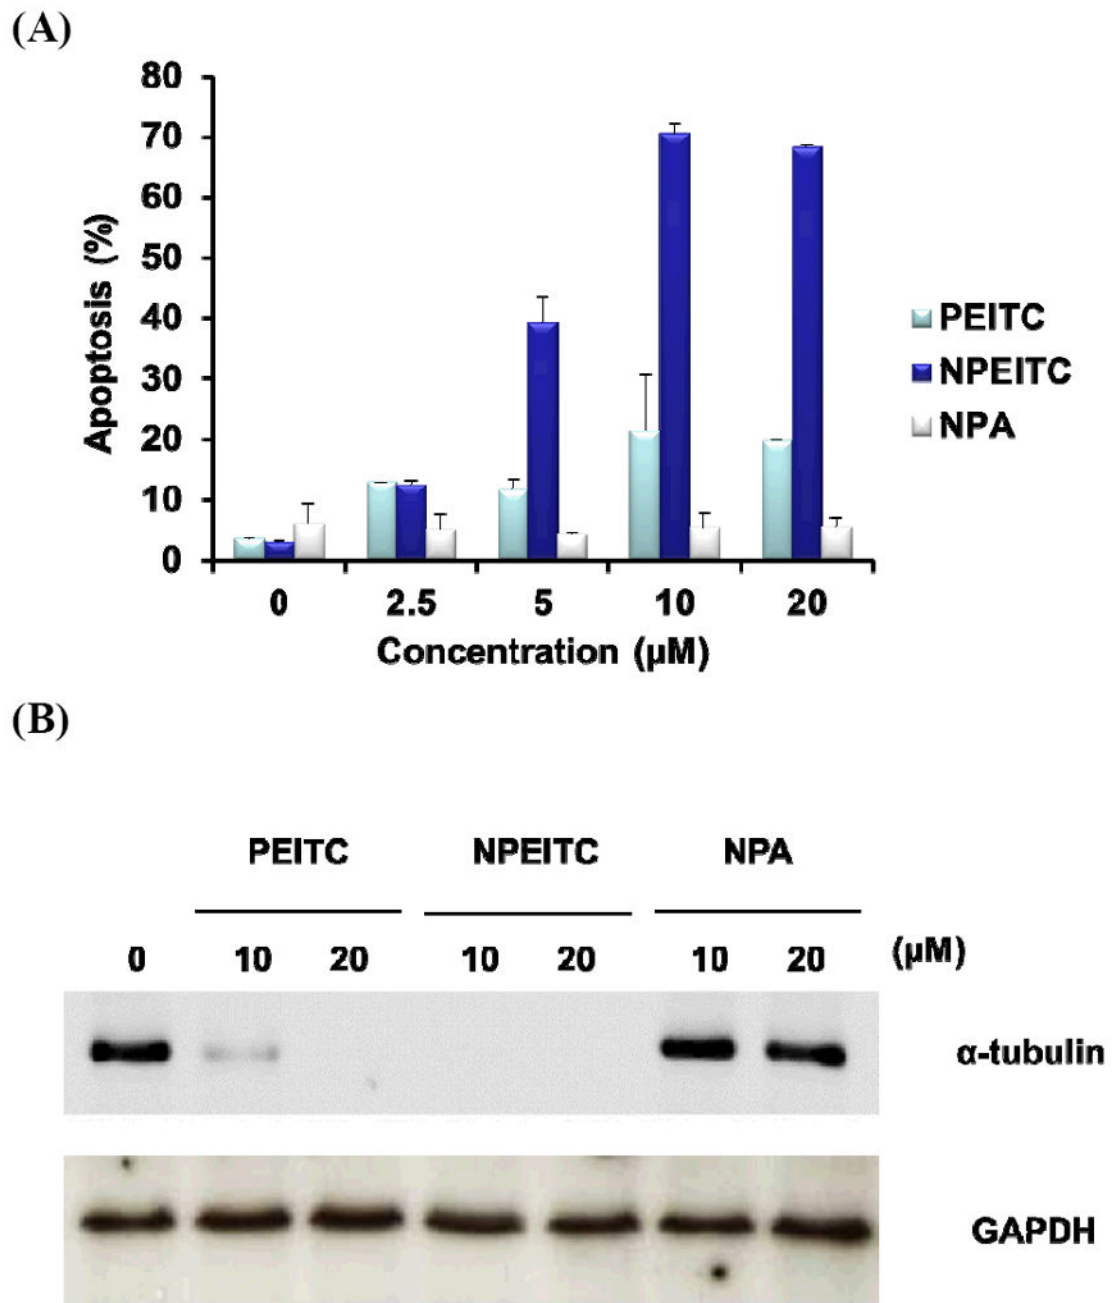 (A)
80
70
60
50
40
30
20
10
0
Apoptosis (%)
0 2.5 5 10 20
Concentration (µM)
PEITC
NPEITC
NPA
(B)
PEITC NPEITC NPA
0 10 20 10 20 10 20 (µM)
α-tubulin
GAPDH